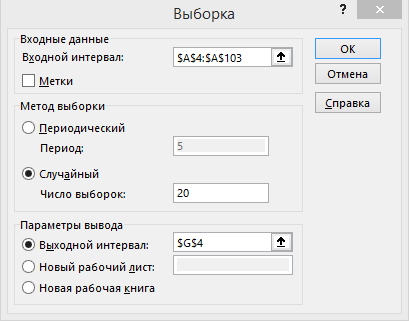 Выборка
?
Входные данные
Входной интервал: $A$4:$A$103
Метки
Метод выборки
Периодический
Период: 5
Случайный
Число выборок: 20
Параметры вывода
Выходной интервал: $G$4
Новый рабочий лист:
Новая рабочая книга
ОК
Отмена
Справка